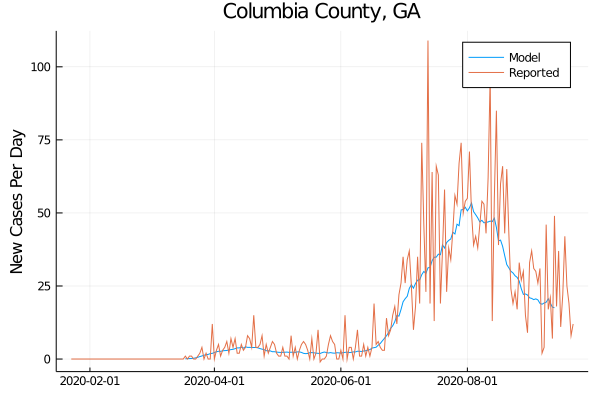 Columbia County, GA
New Cases Per Day
100
75
50
25
0
2020-02-01
2020-04-01
2020-06-01
2020-08-01
Model
Reported